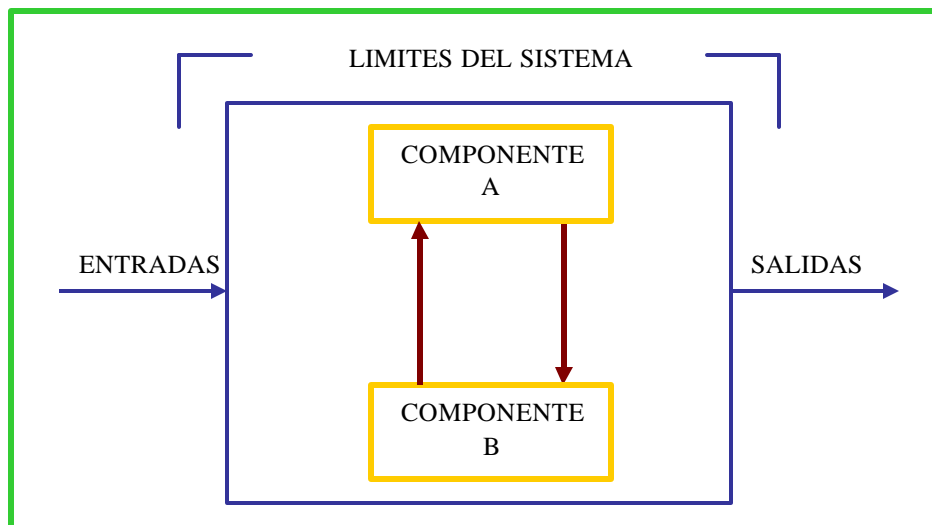 LIMITES DEL SISTEMA
COMPONENTE
A
ENTRADAS
SALIDAS
COMPONENTE
B